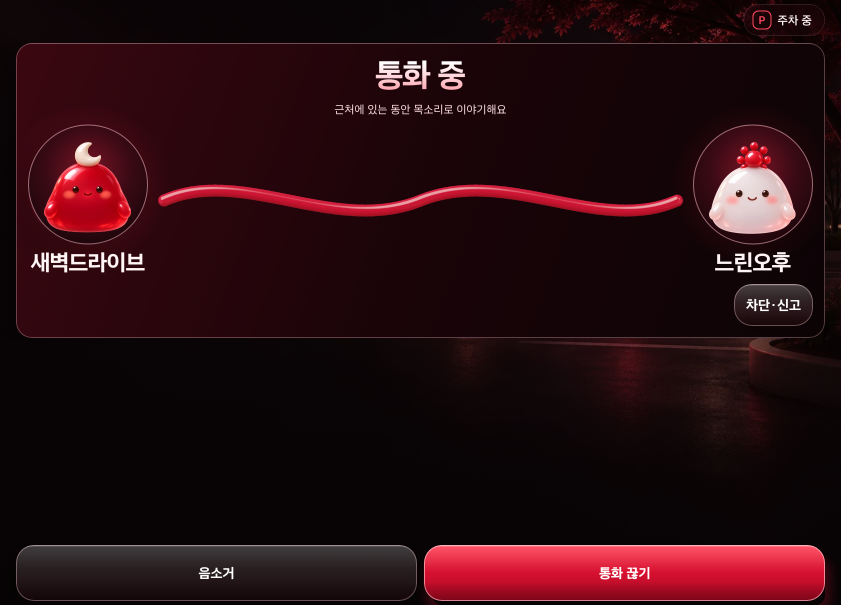 P 주차 중
통화 중
근처에 있는 동안 목소리로 이야기해요
새벽드라이브
느린오후
차단·신고
음소거
통화 끊기